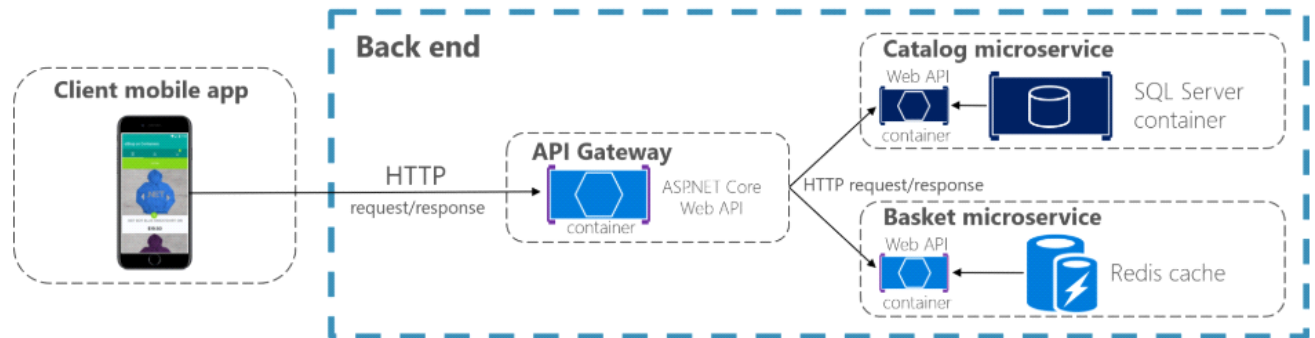 Back end
Client mobile app
HTTP
request/response
API Gateway
ASP.NET Core
Web API
container
HTTP request/response
Catalog microservice
Web API
container
SQL Server
container
Basket microservice
Web API
container
Redis cache